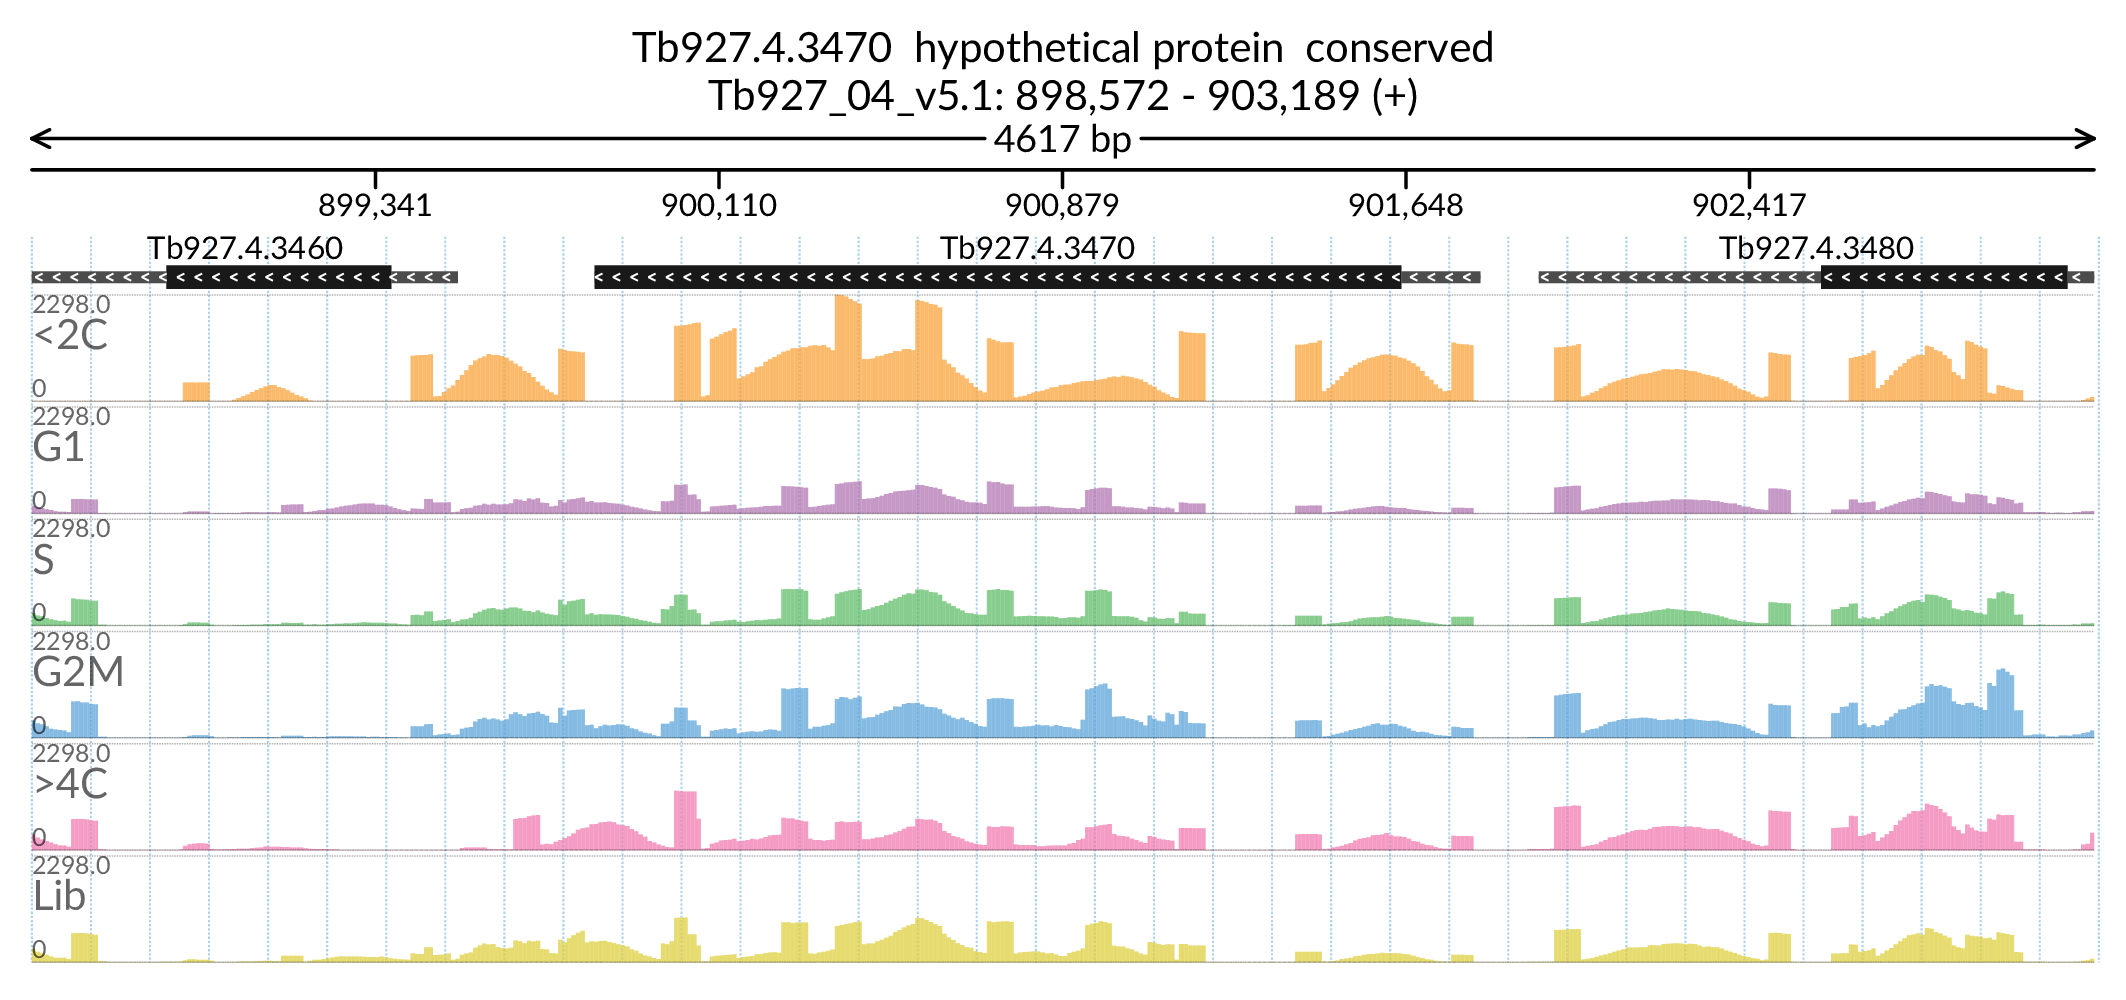 Tb927.4.3470 hypothetical protein conserved
Tb927_04_v5.1: 898,572 - 903,189 (+)
4617 bp
899,341 900,110 900,879 901,648 902,417
Tb927.4.3460 Tb927.4.3470 Tb927.4.3480
2298.0
<2C
0
2298.0
G1
0
2298.0
S
0
2298.0
G2M
0
2298.0
>4C
0
2298.0
Lib
0